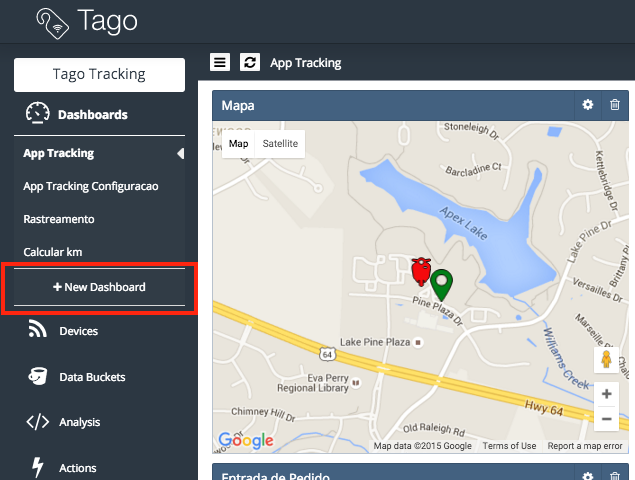 Tago
Tago Tracking
Dashboards
App Tracking
App Tracking Configuracao
Rastreamento
Calcular km
+ New Dashboard
Devices
Data Buckets
Analysis
Actions
App Tracking
Mapa
Map Satellite
Stoneleigh Dr
Barcladine Ct
Kettlebridge Dr
Apex Lake
Lake Pine Dr
Brittany
Versailles Dr
Pine Plaza Dr
Marseille
Chablis
Lake Pine Plaza
64
Williams Creek
Eva Perry
Regional Library
Chimney Hill Dr
Hwy 64
Old Raleigh Rd
Google
Map data ©2015 Google Terms of Use Report a map error
Entrada de Pedido